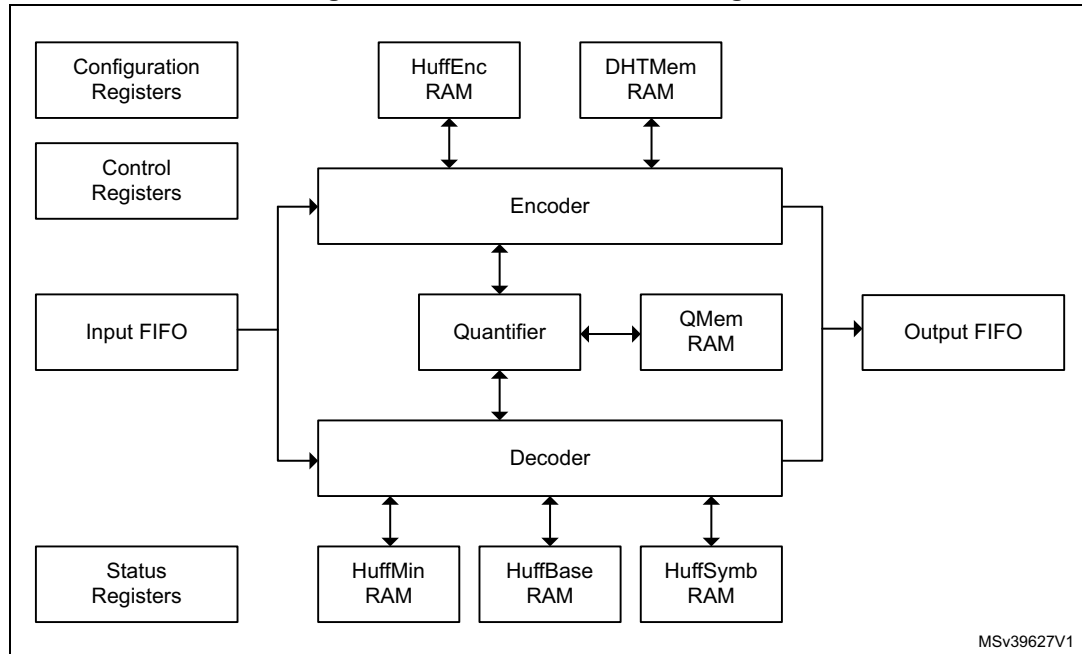 Configuration
Registers
HuffEnc
RAM
DHTMem
RAM
Control
Registers
Encoder
Input FIFO
Quantifier
QMem
RAM
Output FIFO
Decoder
Status
Registers
HuffMin
RAM
HuffBase
RAM
HuffSymb
RAM
MSv39627V1